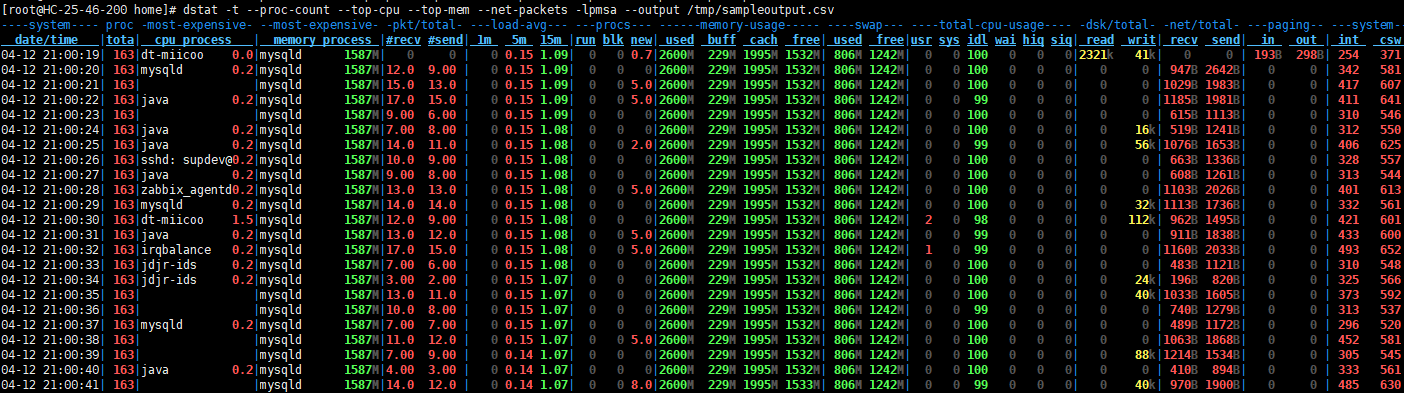 [root@HC-25-46-200 home]# dstat -t --proc-count --top-cpu --top-mem --net-packets -lpmsa --output /tmp/sampleoutput.csv
----system---- proc -most-expensive- --most-expensive- -pkt/total- ---load-avg--- ---procs--- ------memory-usage----- ----swap--- ----total-cpu-usage---- -dsk/total- -net/total- ---paging-- ---system--
date/time |tota| cpu process | memory process |#recv #send| 1m 5m 15m |run blk new| used buff cach free| used free|usr sys idl wai hiq siq| read writ| recv send| in out | int csw
04-12 21:00:19| 163|dt-miicoo 0.0|mysqld 1587M| 0 0 | 0 0.15 1.09| 0 0 0.7|2600M 229M 1995M 1532M| 806M 1242M| 0 0 100 0 0 0|2321k 41k| 0 0 | 193B 298B| 254 371
04-12 21:00:20| 163|mysqld 0.2|mysqld 1587M|12.0 9.00 | 0 0.15 1.09| 0 0 0|2600M 229M 1995M 1532M| 806M 1242M| 0 0 100 0 0 0| 0 0 | 947B 2642B| 0 0 | 342 581
04-12 21:00:21| 163| |mysqld 1587M|15.0 13.0 | 0 0.15 1.09| 0 0 5.0|2600M 229M 1995M 1532M| 806M 1242M| 0 0 100 0 0 0| 0 0 |1029B 1983B| 0 0 | 417 607
04-12 21:00:22| 163|java 0.2|mysqld 1587M|17.0 15.0 | 0 0.15 1.09| 0 0 5.0|2600M 229M 1995M 1532M| 806M 1242M| 0 0 99 0 0 0| 0 0 |1185B 1981B| 0 0 | 411 641
04-12 21:00:23| 163| |mysqld 1587M|9.00 6.00 | 0 0.15 1.09| 0 0 0|2600M 229M 1995M 1532M| 806M 1242M| 0 0 100 0 0 0| 0 0 | 615B 1113B| 0 0 | 310 546
04-12 21:00:24| 163|java 0.2|mysqld 1587M|7.00 8.00 | 0 0.15 1.08| 0 0 0|2600M 229M 1995M 1532M| 806M 1242M| 0 0 100 0 0 0| 0 16k| 519B 1241B| 0 0 | 312 550
04-12 21:00:25| 163|java 0.2|mysqld 1587M|14.0 11.0 | 0 0.15 1.08| 0 0 2.0|2600M 229M 1995M 1532M| 806M 1242M| 0 0 99 0 0 0| 0 56k|1076B 1653B| 0 0 | 406 625
04-12 21:00:26| 163|sshd: supdev@0.2|mysqld 1587M|10.0 9.00 | 0 0.15 1.08| 0 0 0|2600M 229M 1995M 1532M| 806M 1242M| 0 0 100 0 0 0| 0 0 | 663B 1336B| 0 0 | 328 557
04-12 21:00:27| 163|java 0.2|mysqld 1587M|9.00 8.00 | 0 0.15 1.08| 0 0 0|2600M 229M 1995M 1532M| 806M 1242M| 0 0 100 0 0 0| 0 0 | 608B 1261B| 0 0 | 313 544
04-12 21:00:28| 163|zabbix_agentd0.2|mysqld 1587M|13.0 13.0 | 0 0.15 1.08| 0 0 5.0|2600M 229M 1995M 1532M| 806M 1242M| 0 0 100 0 0 0| 0 0 |1103B 2026B| 0 0 | 401 613
04-12 21:00:29| 163|mysqld 0.2|mysqld 1587M|14.0 14.0 | 0 0.15 1.08| 0 0 0|2600M 229M 1995M 1532M| 806M 1242M| 0 0 100 0 0 0| 0 32k|1113B 1736B| 0 0 | 332 561
04-12 21:00:30| 163|dt-miicoo 1.5|mysqld 1587M|12.0 9.00 | 0 0.15 1.08| 0 0 0|2600M 229M 1995M 1532M| 806M 1242M| 2 0 98 0 0 0| 0 112k| 962B 1495B| 0 0 | 421 601
04-12 21:00:31| 163|java 0.2|mysqld 1587M|13.0 12.0 | 0 0.15 1.08| 0 0 5.0|2600M 229M 1995M 1532M| 806M 1242M| 0 0 99 0 0 0| 0 0 | 911B 1838B| 0 0 | 433 600
04-12 21:00:32| 163|irqbalance 0.2|mysqld 1587M|17.0 15.0 | 0 0.15 1.08| 0 0 5.0|2600M 229M 1995M 1532M| 806M 1242M| 1 0 99 0 0 0| 0 0 |1160B 2033B| 0 0 | 493 652
04-12 21:00:33| 163|jdjr-ids 0.2|mysqld 1587M|7.00 6.00 | 0 0.15 1.08| 0 0 0|2600M 229M 1995M 1532M| 806M 1242M| 0 0 100 0 0 0| 0 0 | 483B 1121B| 0 0 | 310 548
04-12 21:00:34| 163|jdjr-ids 0.2|mysqld 1587M|3.00 2.00 | 0 0.15 1.07| 0 0 0|2600M 229M 1995M 1532M| 806M 1242M| 0 0 100 0 0 0| 0 24k| 196B 820B| 0 0 | 325 566
04-12 21:00:35| 163| |mysqld 1587M|13.0 11.0 | 0 0.15 1.07| 0 0 0|2600M 229M 1995M 1532M| 806M 1242M| 0 0 100 0 0 0| 0 40k|1033B 1605B| 0 0 | 373 592
04-12 21:00:36| 163| |mysqld 1587M|10.0 8.00 | 0 0.15 1.07| 0 0 0|2600M 229M 1995M 1532M| 806M 1242M| 0 0 99 0 0 0| 0 0 | 740B 1279B| 0 0 | 313 537
04-12 21:00:37| 163|mysqld 0.2|mysqld 1587M|7.00 7.00 | 0 0.15 1.07| 0 0 0|2600M 229M 1995M 1532M| 806M 1242M| 0 0 100 0 0 0| 0 0 | 489B 1172B| 0 0 | 296 520
04-12 21:00:38| 163| |mysqld 1587M|11.0 12.0 | 0 0.15 1.07| 0 0 5.0|2600M 229M 1995M 1532M| 806M 1242M| 0 0 100 0 0 0| 0 0 |1063B 1868B| 0 0 | 452 581
04-12 21:00:39| 163| |mysqld 1587M|7.00 9.00 | 0 0.14 1.07| 0 0 0|2600M 229M 1995M 1532M| 806M 1242M| 0 0 100 0 0 0| 0 88k|1214B 1534B| 0 0 | 305 545
04-12 21:00:40| 163|java 0.2|mysqld 1587M|4.00 3.00 | 0 0.14 1.07| 0 0 0|2600M 229M 1995M 1532M| 806M 1242M| 0 0 100 0 0 0| 0 0 | 410B 894B| 0 0 | 333 561
04-12 21:00:41| 163| |mysqld 1587M|14.0 12.0 | 0 0.14 1.07| 0 0 8.0|2600M 229M 1995M 1533M| 806M 1242M| 0 0 99 0 0 0| 0 40k| 970B 1900B| 0 0 | 485 630